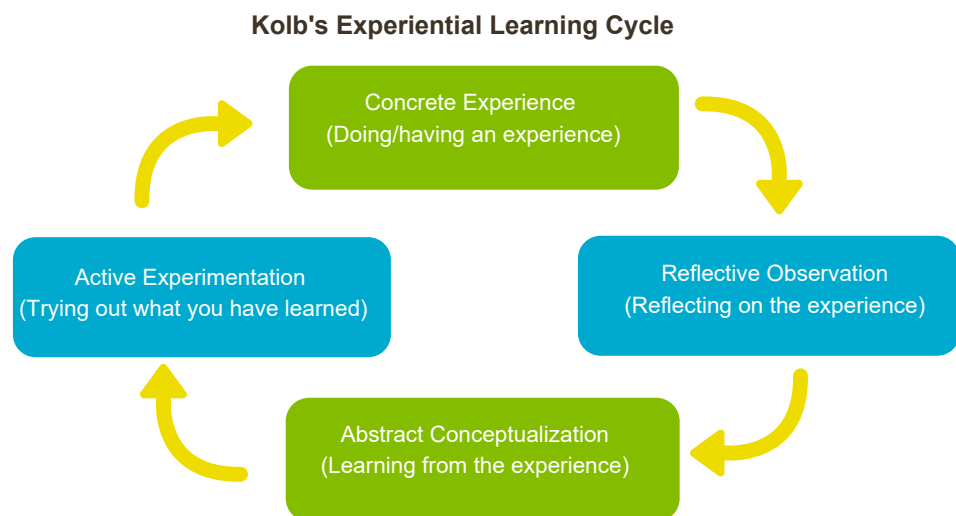 Kolb's Experiential Learning Cycle
Concrete Experience
(Doing/having an experience)
Reflective Observation
(Reflecting on the experience)
Abstract Conceptualization
(Learning from the experience)
Active Experimentation
(Trying out what you have learned)